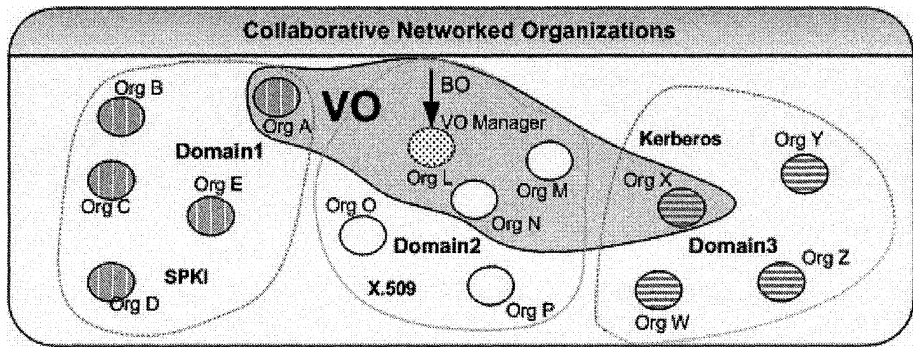 Collaborative Networked Organizations
Org B
Org A
VO
BO
VO Manager
Domain1
Org C
Org E
Org L
Org M
Org N
Kerberos
Org Y
Org X
Org O
Domain2
Domain3
SPKI
X.509
Org D
Org P
Org W
Org Z